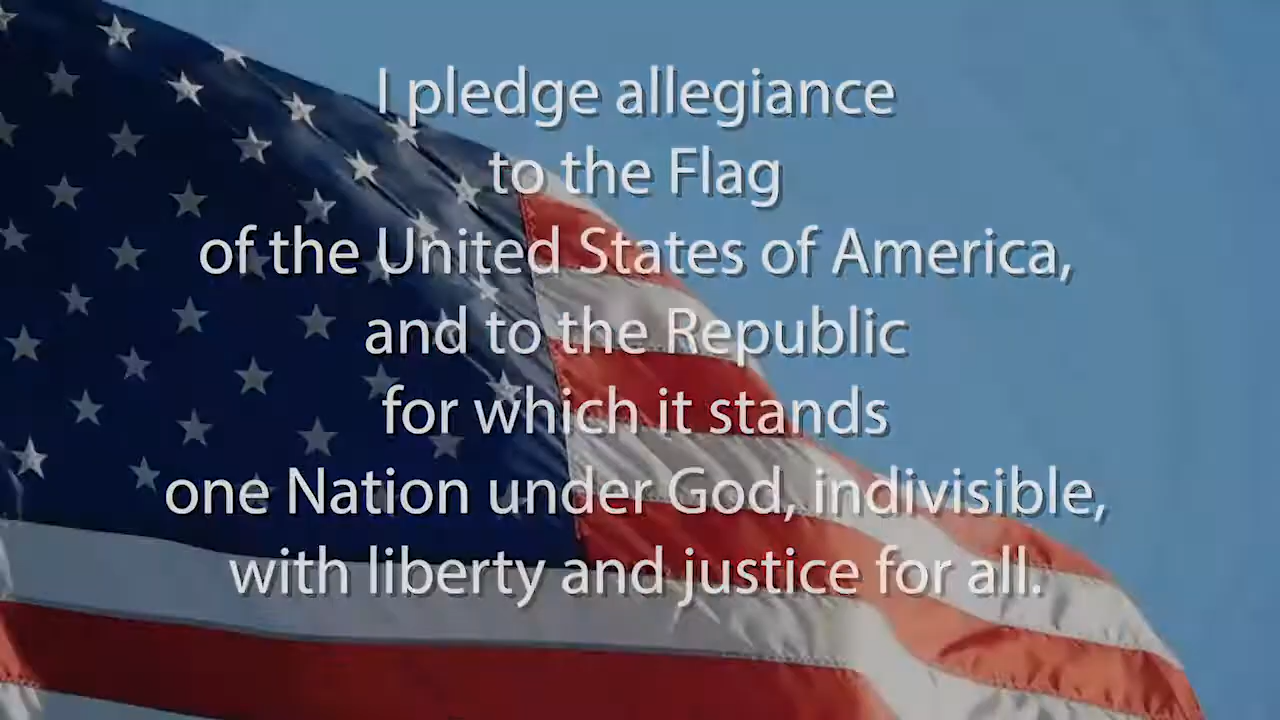 I pledge allegiance
to the Flag
of the United States of America,
and to the Republic
for which it stands
one Nation under God, indivisible,
with liberty and justice for all.